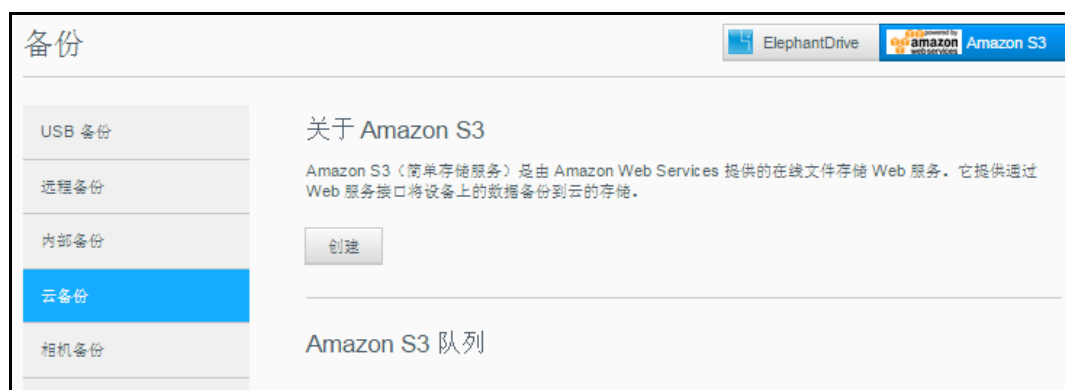 备份
ElephantDrive
powered by
amazon
web services
Amazon S3
USB 备份
远程备份
内部备份
云备份
相机备份
关于 Amazon S3
Amazon S3（简单存储服务）是由 Amazon Web Services 提供的在线文件存储 Web 服务。它提供通过
Web 服务接口将设备上的数据备份到云的存储。
创建
Amazon S3 队列